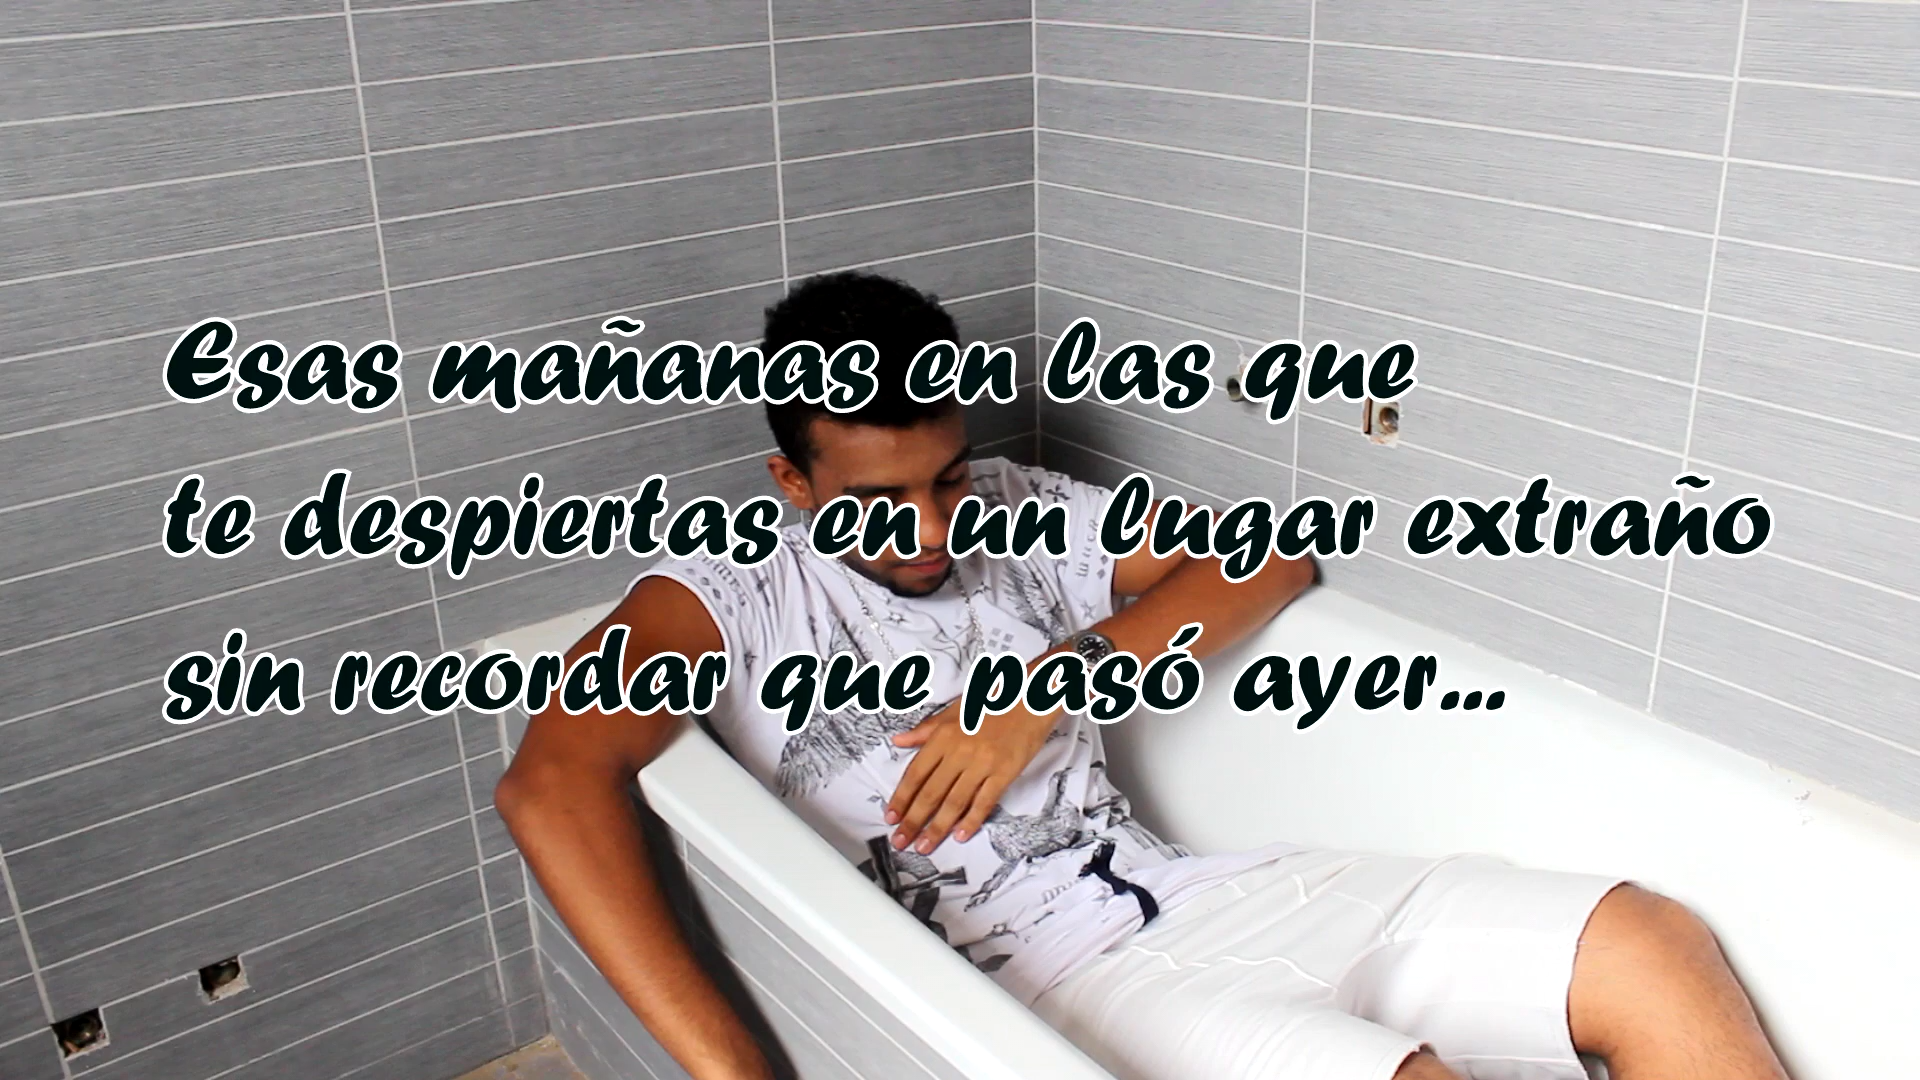 Esas mañanas en las que
te despiertas en un lugar extraño
sin recordar que pasó ayer...